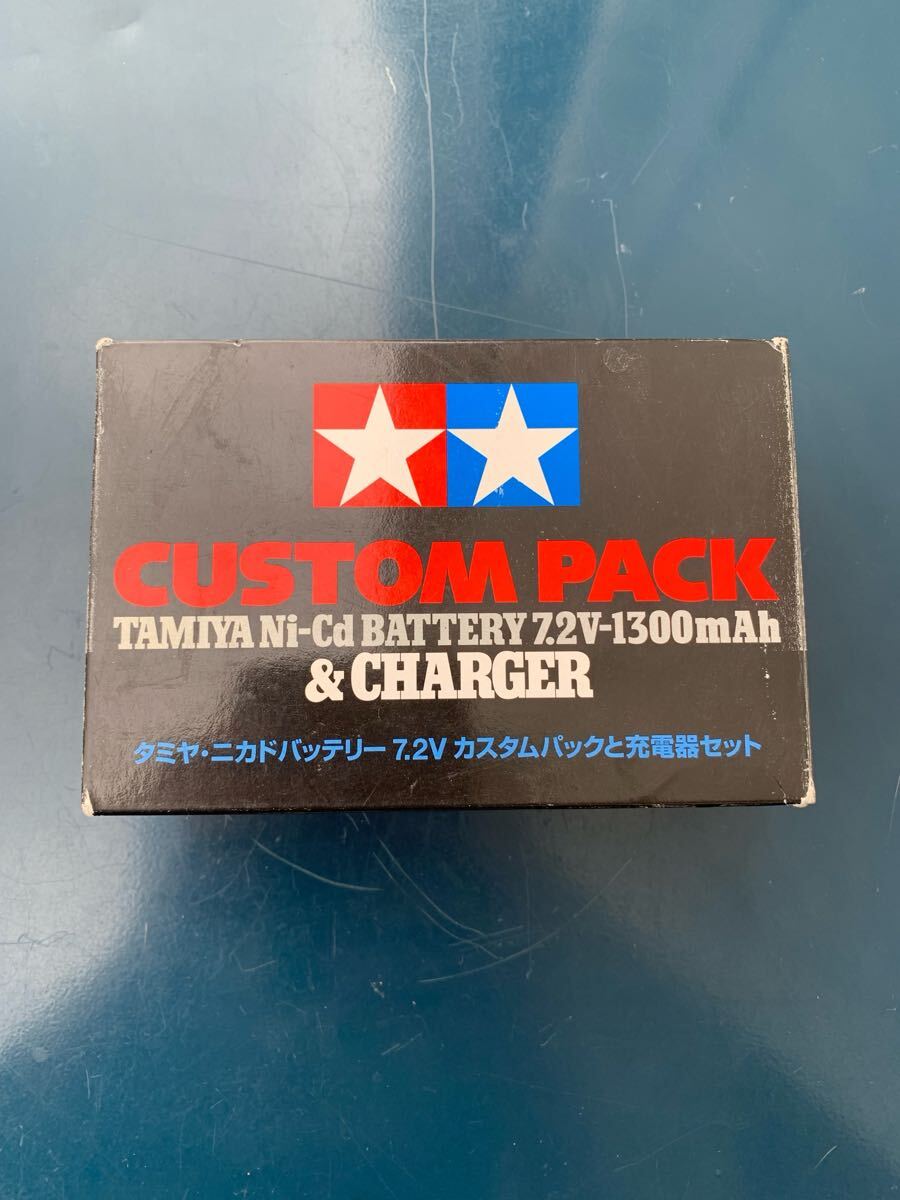 CUSTOM PACK
TAMIYA Ni-Cd BATTERY 7.2V-1300mAh
& CHARGER
タミヤ・ニカドバッテリー 7.2V カスタムパックと充電器セット